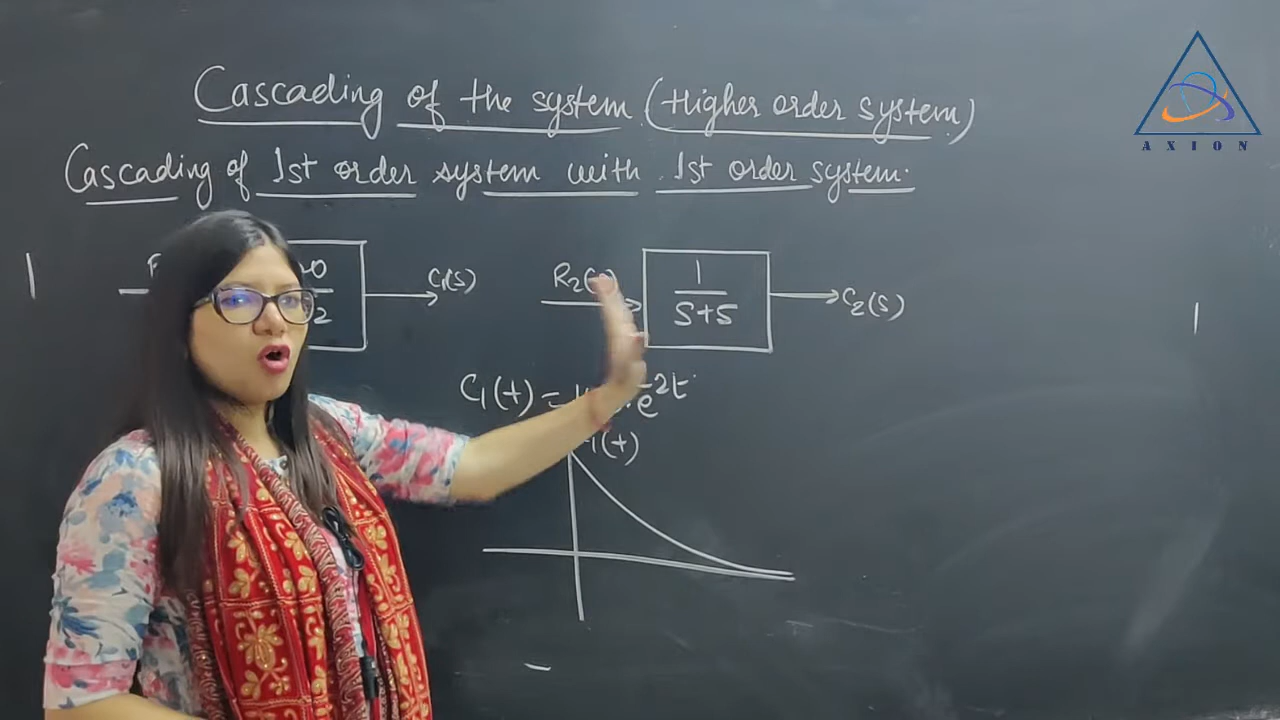 Cascading of the system (Higher order system)
AXION
Cascading of 1st order system with 1st order system.
C1(s)
R2(s)
1
S+5
C2(s)
C1(t) = e^-2t
(t)